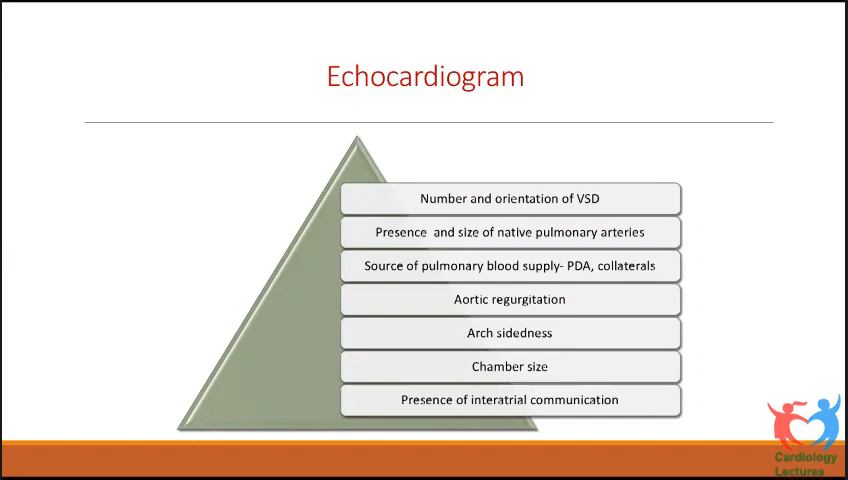 Echocardiogram
Number and orientation of VSD
Presence and size of native pulmonary arteries
Source of pulmonary blood supply- PDA, collaterals
Aortic regurgitation
Arch sidedness
Chamber size
Presence of interatrial communication
Cardiology
Lectures